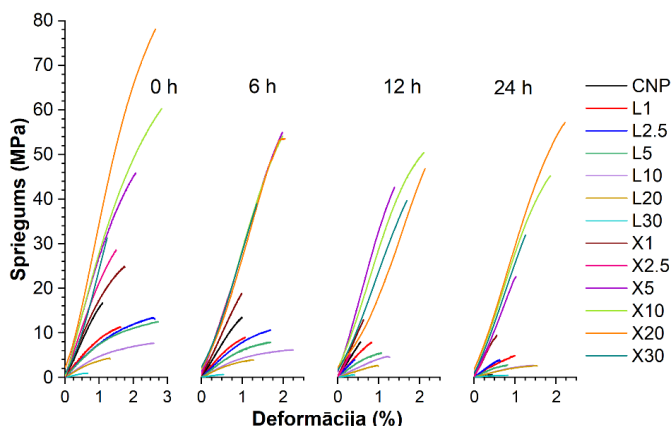 80
70
60
50
40
30
20
10
0
Spriegums (MPa)
0 h
6 h
12 h
24 h
0 1 2 3
0 1 2
0 1 2
0 1 2
Deformāciia (%)
CNP
L1
L2.5
L5
L10
L20
L30
X1
X2.5
X5
X10
X20
X30